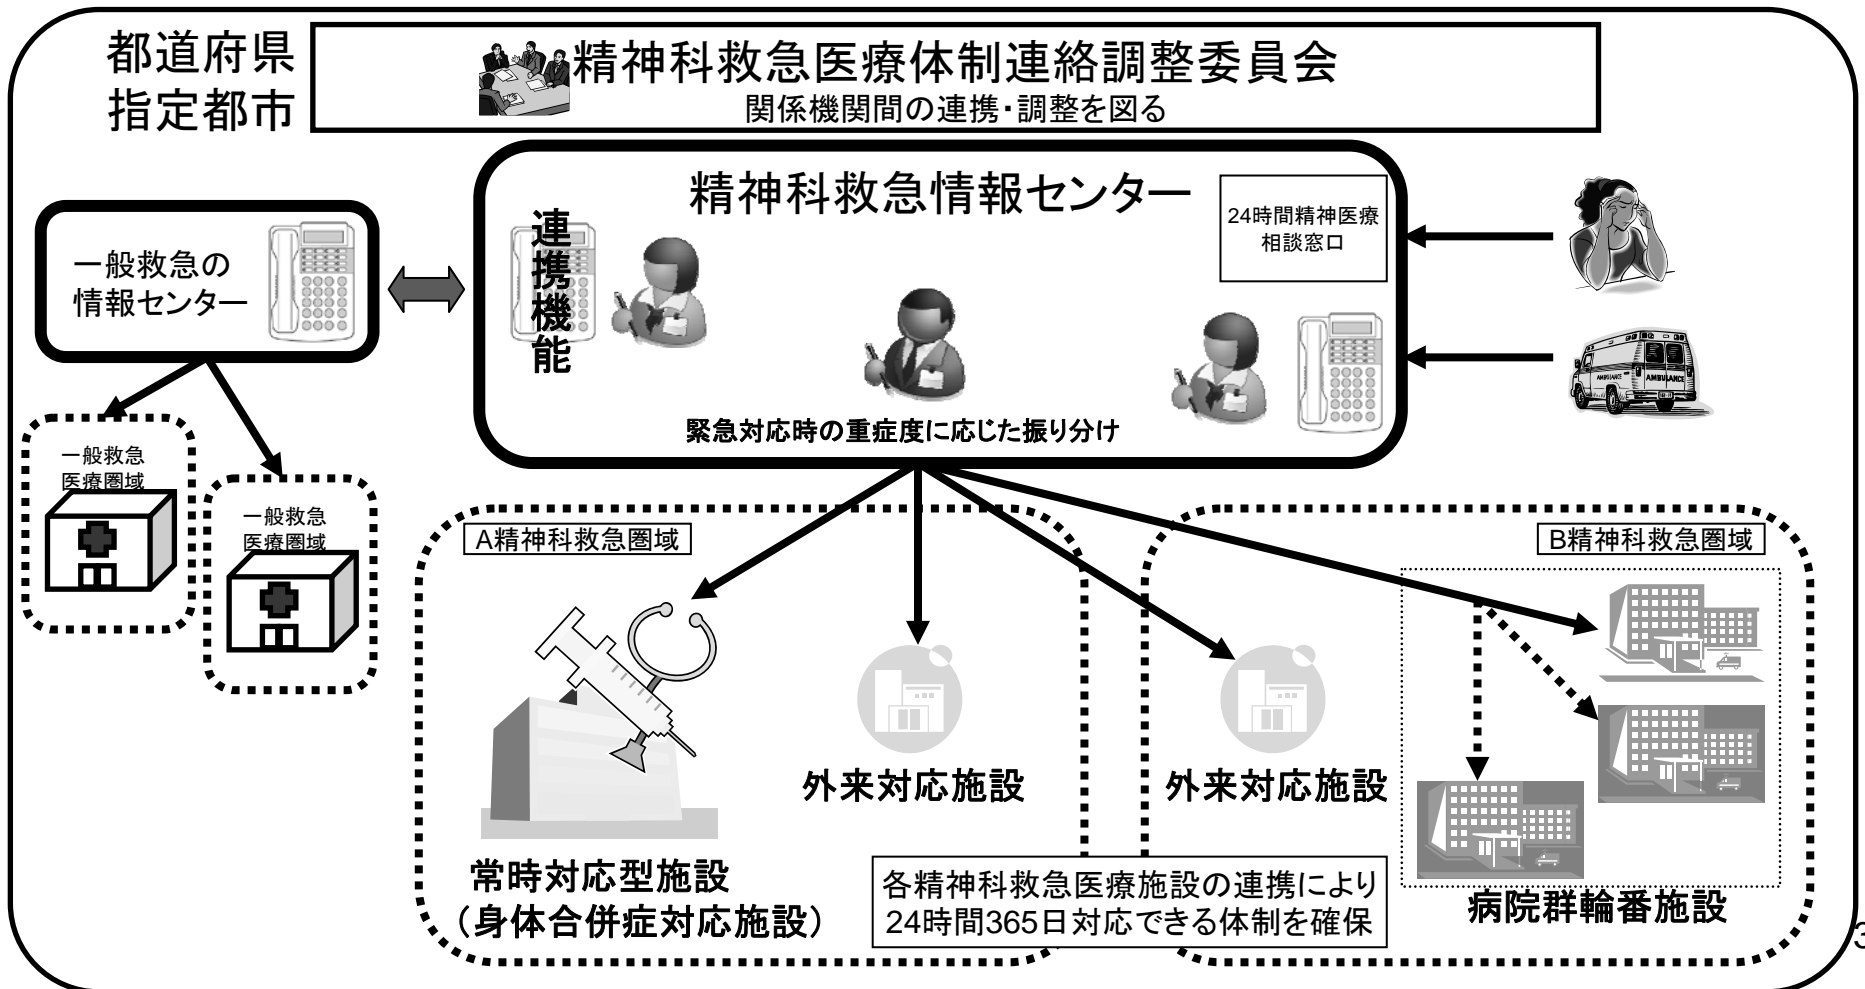 都道府県
指定都市
精神科救急医療体制連絡調整委員会
関係機関間の連携・調整を図る
精神科救急情報センター
24時間精神医療
相談窓口
連携機能
一般救急の
情報センター
緊急対応時の重症度に応じた振り分け
一般救急
医療圏域
一般救急
医療圏域
A精神科救急圏域
B精神科救急圏域
AMBULANCE
AMBULANCE
外来対応施設
外来対応施設
常時対応型施設
（身体合併症対応施設）
各精神科救急医療施設の連携により
24時間365日対応できる体制を確保
病院群輪番施設
3